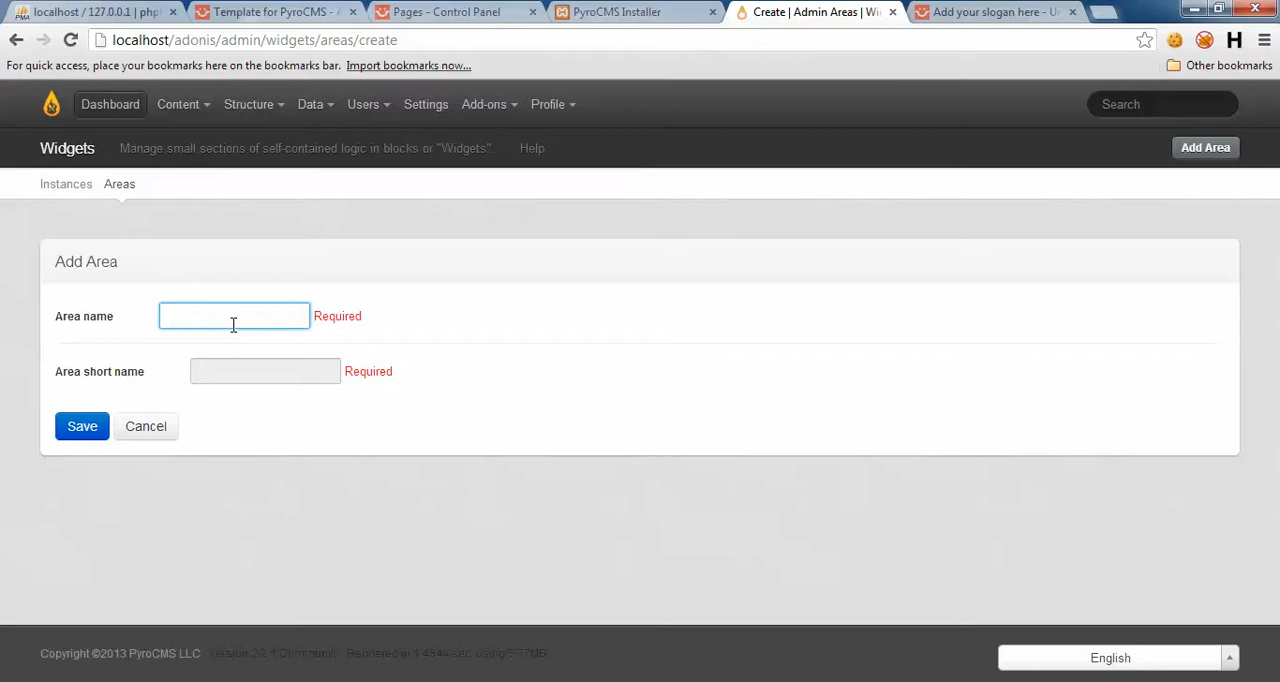 localhost / 127.0.0.1 | php
Template for PyroCMS - A
Pages - Control Panel
PyroCMS Installer
Create | Admin Areas | Wi
Add your slogan here - Un
localhost/adonis/admin/widgets/areas/create
For quick access, place your bookmarks here on the bookmarks bar. Import bookmarks now...
Other bookmarks
Dashboard Content Structure Data Users Settings Add-ons Profile Search
Widgets Manage small sections of self-contained logic in blocks or "Widgets". Help Add Area
Instances Areas
Add Area
Area name Required
Area short name Required
Save Cancel
Copyright ©2013 PyroCMS LLC
English